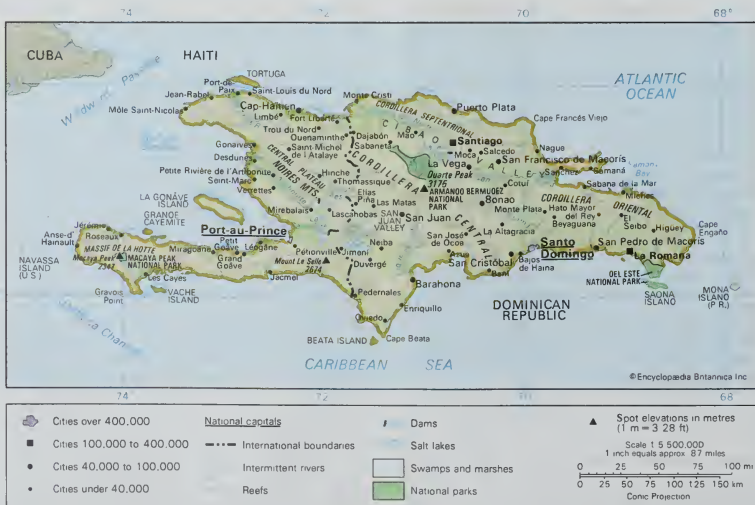 74
72
70
68°
CUBA
HAITI
TORTUGA
Port-de-Paix
Saint-Louis du Nord
Jean-Rabel
Môle Saint-Nicolas
Cap-Haïtien
Limbé
Fort Liberté
Trou du Nord
Ouanaminthe
Saint-Michel de l'Atalaye
Gonaïves
Desdunes
Petite Rivière de l'Artibonite
Saint-Marc
Verrettes
CENTRAL PLATEAU
NOIRES MTS.
Hinche
Thomassique
Mirebalais
Lascahobas
Elias Piña
Las Matas
Monte Cristi
CORDILLERA SEPTENTRIONAL
Puerto Plata
Cape Francés Viejo
ATLANTIC OCEAN
Dajabón
Mao
Sabaneta
CIBAO VALLEY
Santiago
Moca
Salcedo
Nagua
La Vega
San Francisco de Macorís
Duarte Peak
3175
ARMANDO BERMUDEZ NATIONAL PARK
Cotuí
Sánchez
Samaná
Sabana de la Mar
Miches
CORDILLERA CENTRAL
SAN JUAN VALLEY
San Juan
Bonao
Monte Plata
CORDILLERA ORIENTAL
Hato Mayor del Rey
Bayaguana
El Seibo
Higuey
Cape Engaño
LA GONÂVE ISLAND
GRANDE CAYEMITE
Port-au-Prince
Jérémie
Roseaux
Anse-d'Hainault
MASSIF DE LA HOTTE
Macaya Peak
MACAYA PEAK NATIONAL PARK
NAVASSA ISLAND (U S )
Miragoâne
Petit Goâve
Léogâne
Grand Goâve
Pétionville
Jimaní
Mount La Selle
2674
Neiba
Duvergé
San José de Ocoa
La Altagracia
Azua
San Cristóbal
Baní
Bajos de Haina
Santo Domingo
San Pedro de Macorís
La Romana
DEL ESTE NATIONAL PARK
SAONA ISLAND
MONA ISLAND (P R.)
Les Cayes
Gravois Point
VACHE ISLAND
Jacmel
Pedernales
Barahona
Enriquillo
Oviedo
BEATA ISLAND
Cape Beata
DOMINICAN REPUBLIC
CARIBBEAN SEA
©Encyclopædia Britannica Inc
74°
72
70
68
Cities over 400,000
Cities 100,000 to 400,000
Cities 40,000 to 100,000
Cities under 40,000
National capitals
International boundaries
Intermittent rivers
Reefs
Dams
Salt lakes
Swamps and marshes
National parks
Spot elevations in metres
(1 m = 3 28 ft)
Scale 1 5 500,000
1 inch equals approx 87 miles
0 25 50 75 100 mi
0 25 50 75 100 125 150 km
Conic Projection